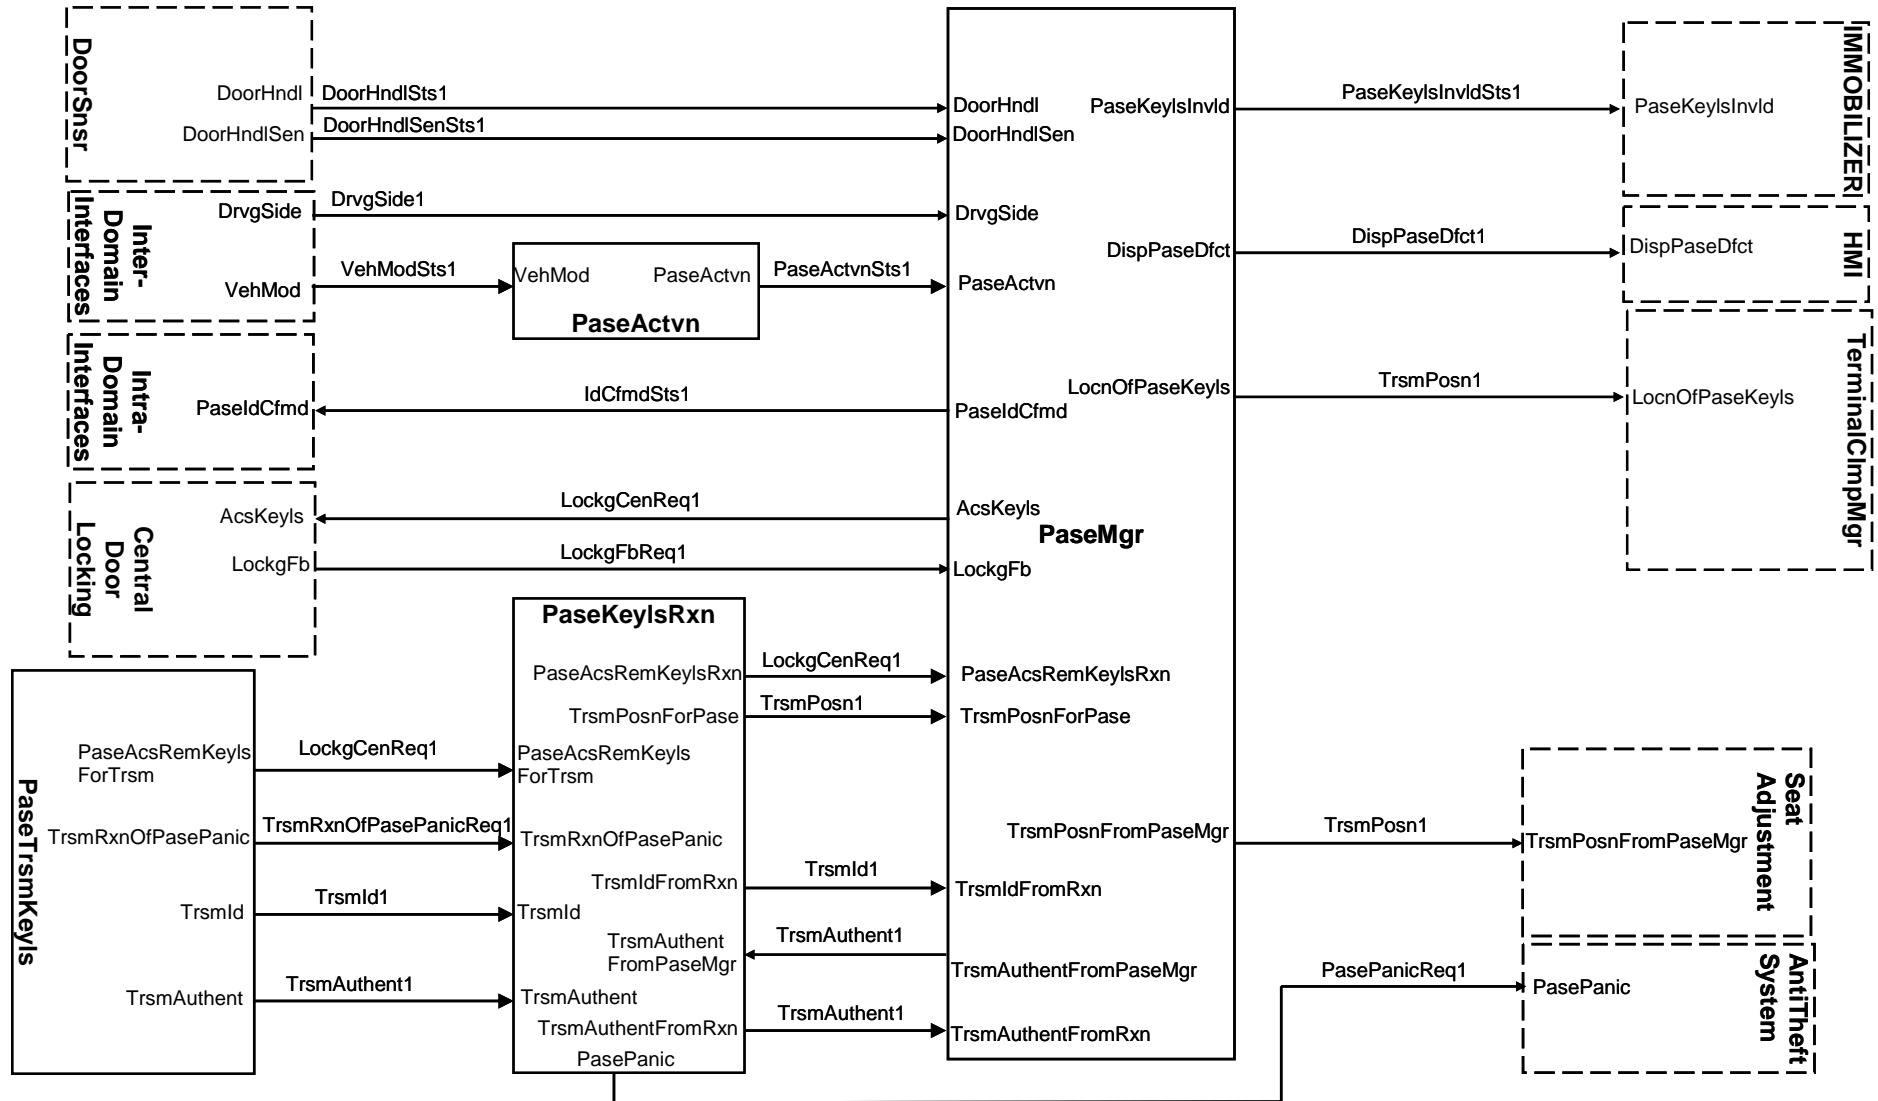 DoorSnsr
DoorHndl
DoorHndlSen
DoorHndlSts1
DoorHndlSenSts1
Inter-
Domain
Interfaces
DrvgSide
VehMod
DrvgSide1
VehModSts1
VehMod
PaseActvn
PaseActvn
PaseActvnSts1
Intra-
Domain
Interfaces
PaseIdCfmd
IdCfmdSts1
Central
Door
Locking
AcsKeyls
LockgFb
LockgCenReq1
LockgFbReq1
PaseTrsmKeyls
PaseAcsRemKeyls
ForTrsm
TrsmRxnOfPasePanic
TrsmId
TrsmAuthent
LockgCenReq1
TrsmRxnOfPasePanicReq1
TrsmId1
TrsmAuthent1
PaseKeylsRxn
PaseAcsRemKeylsRxn
TrsmPosnForPase
PaseAcsRemKeyls
ForTrsm
TrsmRxnOfPasePanic
TrsmIdFromRxn
TrsmId
TrsmAuthent
FromPaseMgr
TrsmAuthent
TrsmAuthentFromRxn
PasePanic
LockgCenReq1
TrsmPosn1
TrsmId1
TrsmAuthent1
TrsmAuthent1
DoorHndl
DoorHndlSen
DrvgSide
PaseActvn
PaseIdCfmd
AcsKeyls
PaseMgr
LockgFb
PaseAcsRemKeylsRxn
TrsmPosnForPase
TrsmIdFromRxn
TrsmAuthentFromPaseMgr
TrsmAuthentFromRxn
PaseKeylsInvld
DispPaseDfct
LocnOfPaseKeyls
TrsmPosnFromPaseMgr
PaseKeylsInvldSts1
DispPaseDfct1
TrsmPosn1
TrsmPosn1
PasePanicReq1
PaseKeylsInvld
IMMOBILIZER
DispPaseDfct
HMI
LocnOfPaseKeyls
TerminalClmpMgr
TrsmPosnFromPaseMgr
Seat
Adjustment
PasePanic
AntiTheft
System